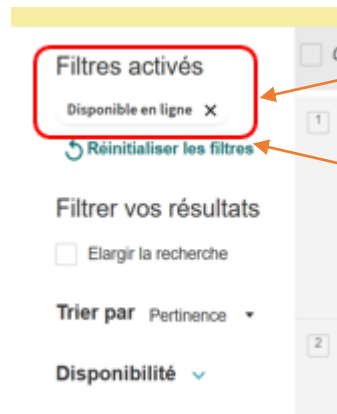 Filtres activés
Disponible en ligne X
Réinitialiser les filtres
Filtrer vos résultats
Elargir la recherche
Trier par Pertinence
Disponibilité
1
2